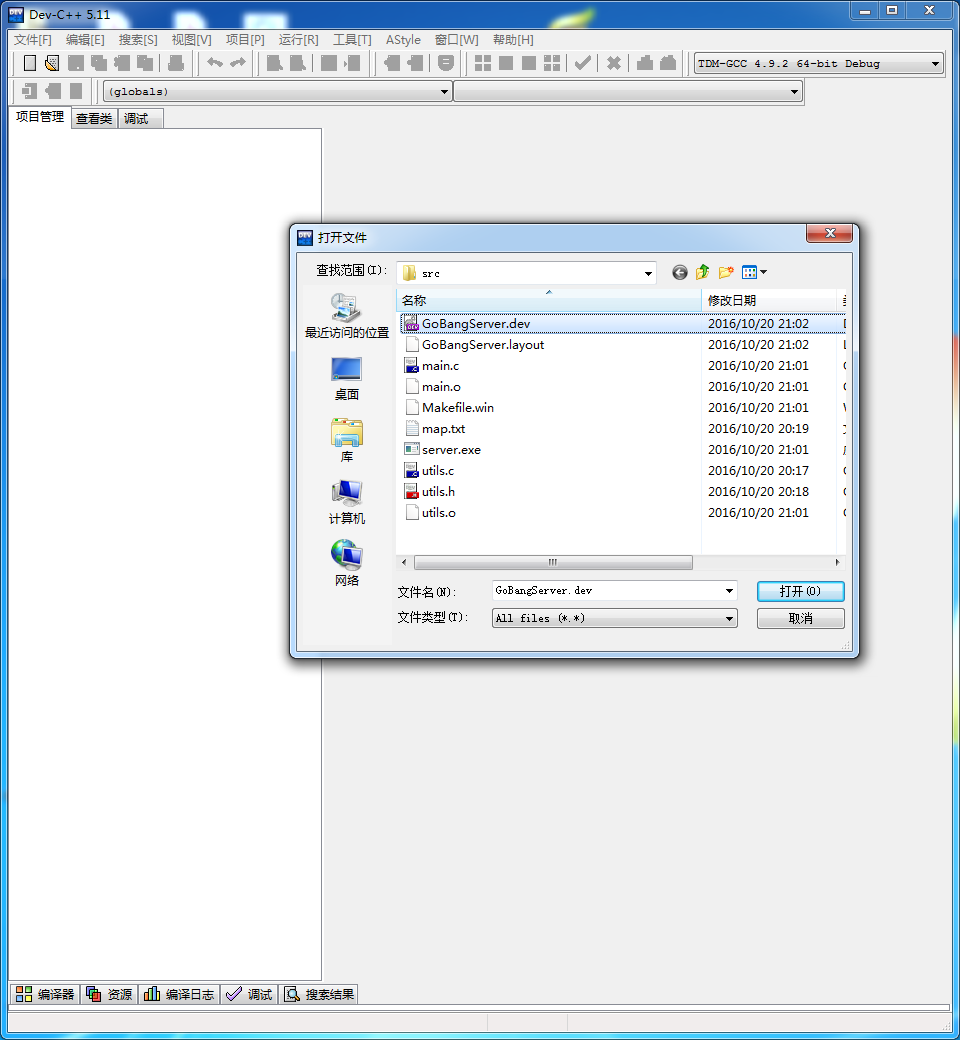 Dev-C++ 5.11
文件[F] 编辑[E] 搜索[S] 视图[V] 项目[P] 运行[R] 工具[T] AStyle 窗口[W] 帮助[H]
TDM-GCC 4.9.2 64-bit Debug
(globals)
项目管理 查看类 调试
打开文件
查找范围(I): src
名称 修改日期
GoBangServer.dev 2016/10/20 21:02
GoBangServer.layout 2016/10/20 21:02
main.c 2016/10/20 21:01
main.o 2016/10/20 21:01
Makefile.win 2016/10/20 21:01
map.txt 2016/10/20 20:19
server.exe 2016/10/20 21:01
utils.c 2016/10/20 20:17
utils.h 2016/10/20 20:18
utils.o 2016/10/20 21:01
最近访问的位置
桌面
库
计算机
网络
文件名(N): GoBangServer.dev 打开(O)
文件类型(T): All files (*.*) 取消
编译器 资源 编译日志 调试 搜索结果